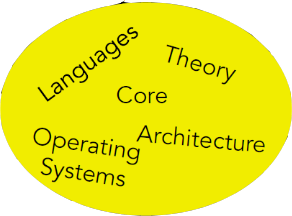 Languages
Theory
Core
Architecture
Operating
Systems